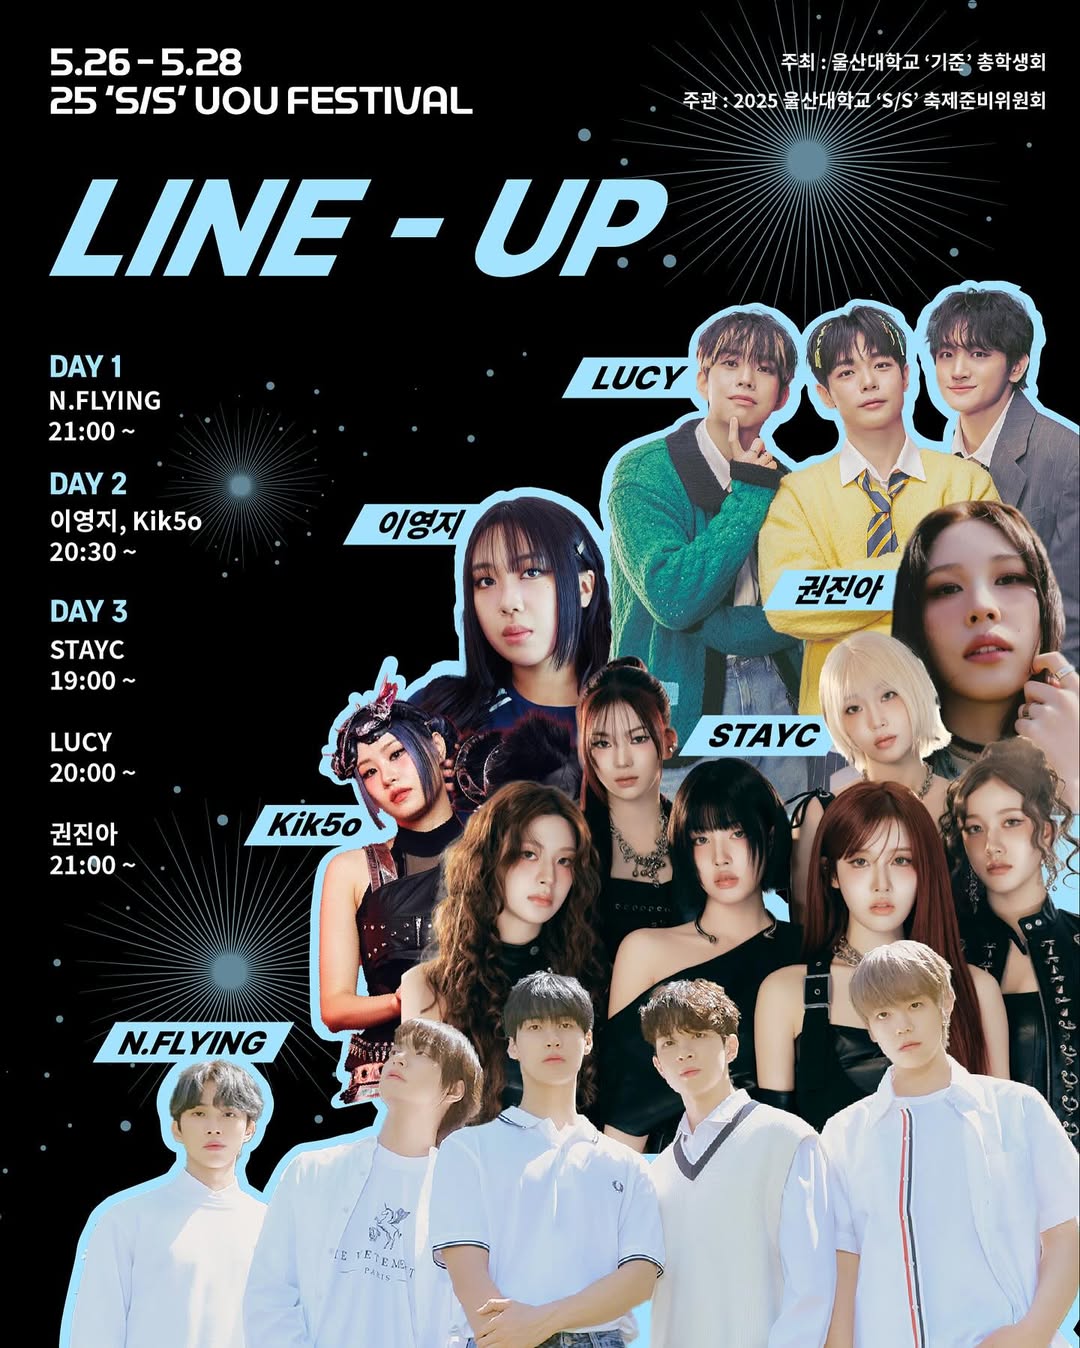 5.26 – 5.28
25 ‘S/S’ UOU FESTIVAL
주최 : 울산대학교 ‘기준’ 총학생회
주관 : 2025 울산대학교 ‘S/S’ 축제준비위원회
LINE - UP
DAY 1
N.FLYING
21:00 ~
DAY 2
이영지, Kik5o
20:30 ~
DAY 3
STAYC
19:00 ~
LUCY
20:00 ~
권진아
21:00 ~
LUCY
이영지
권진아
STAYC
Kik5o
N.FLYING
PARIS